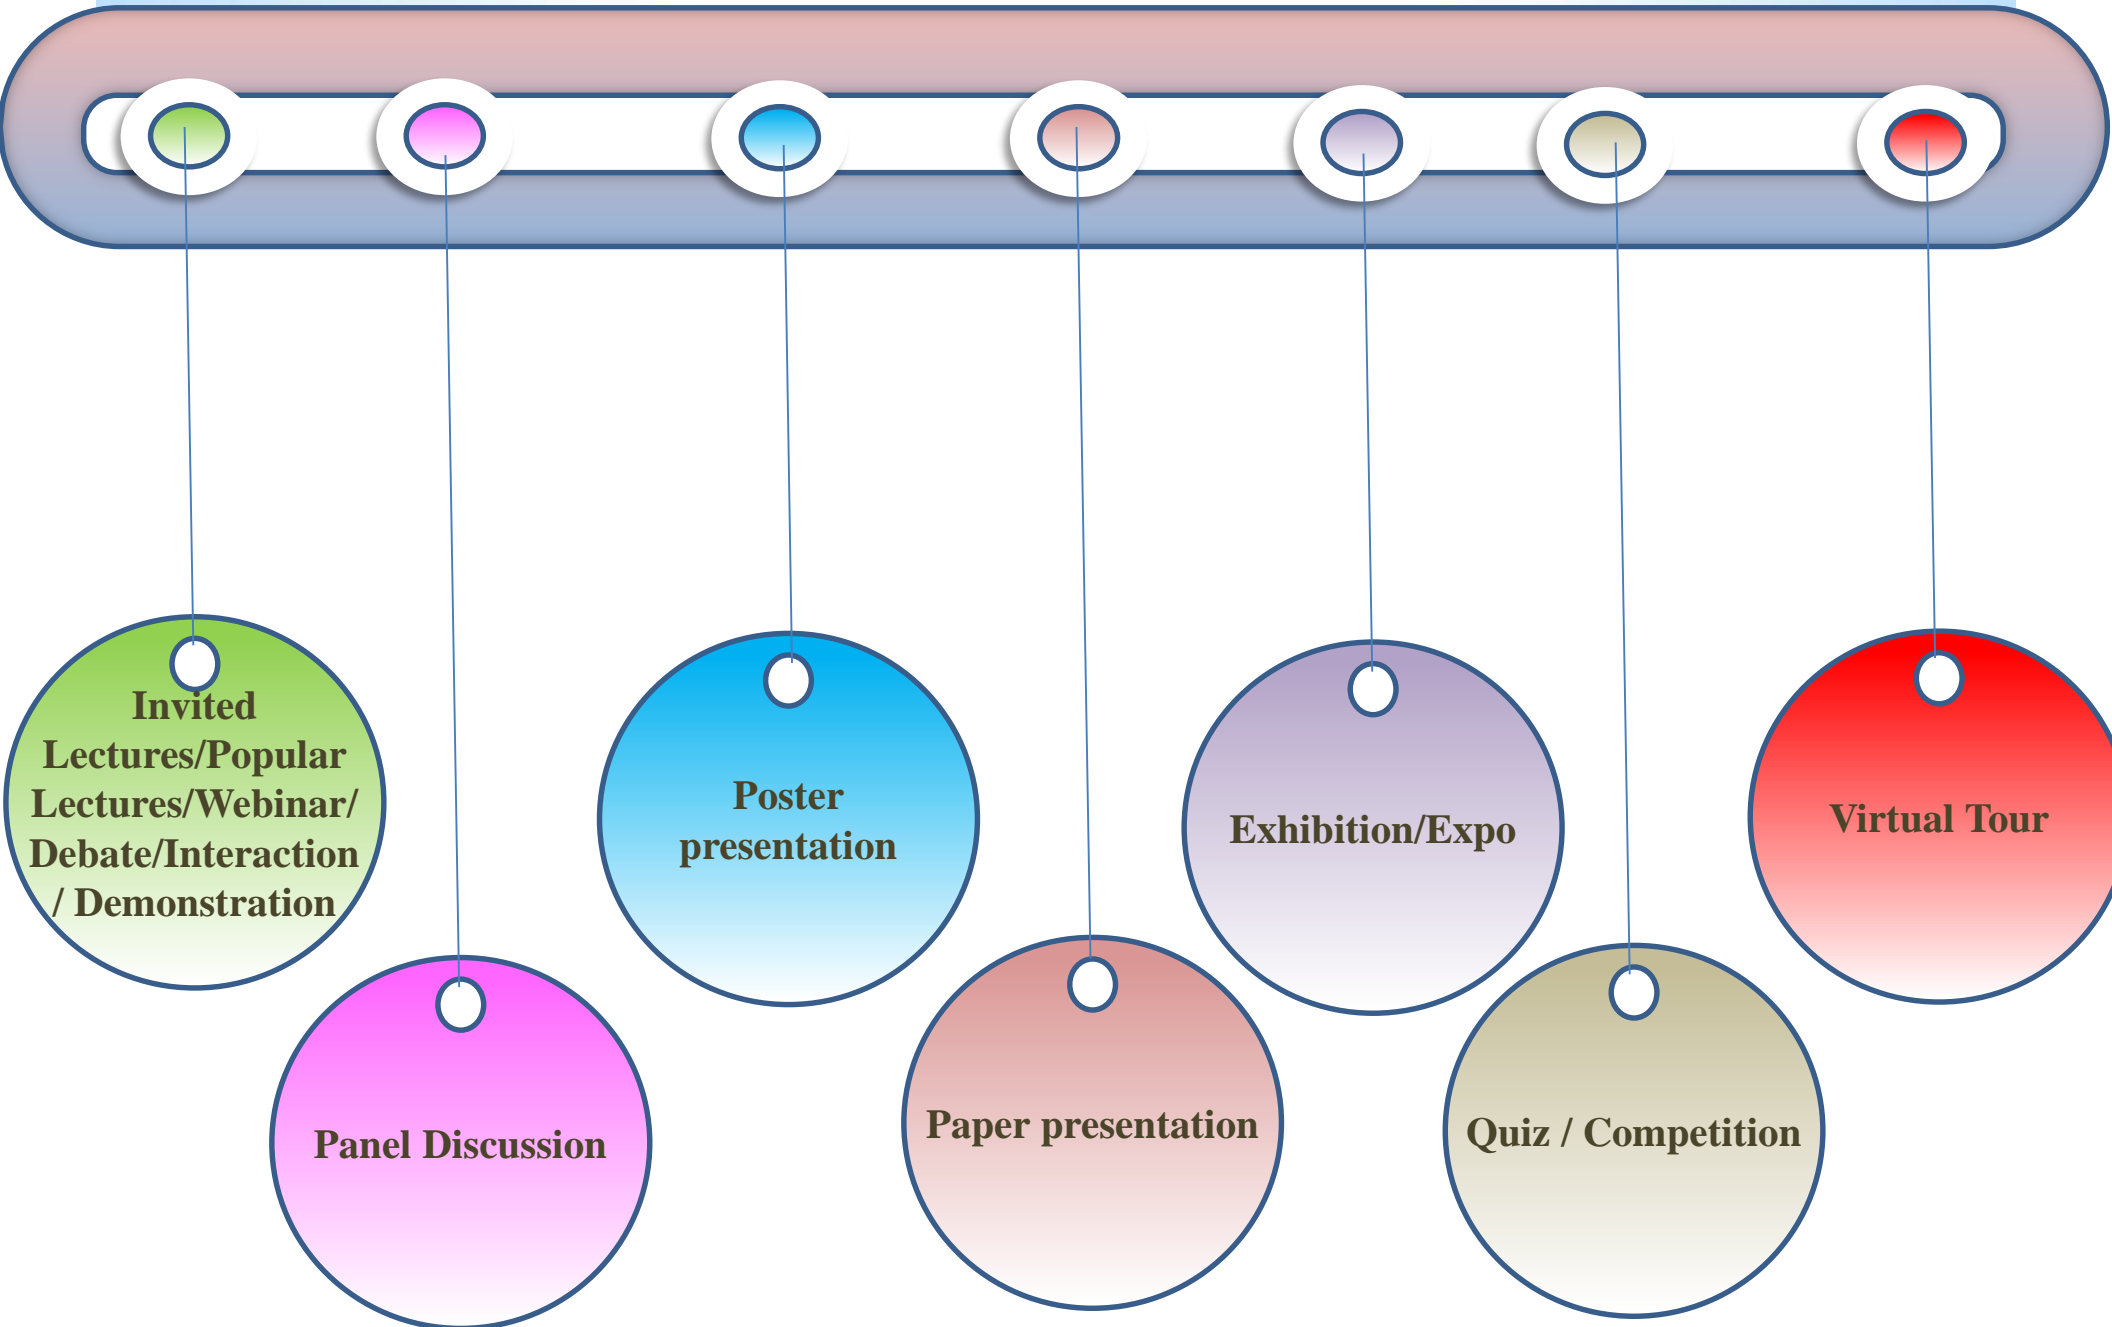 Invited
Lectures/Popular
Lectures/Webinar/
Debate/Interaction
/ Demonstration
Panel Discussion
Poster
presentation
Paper presentation
Exhibition/Expo
Quiz / Competition
Virtual Tour